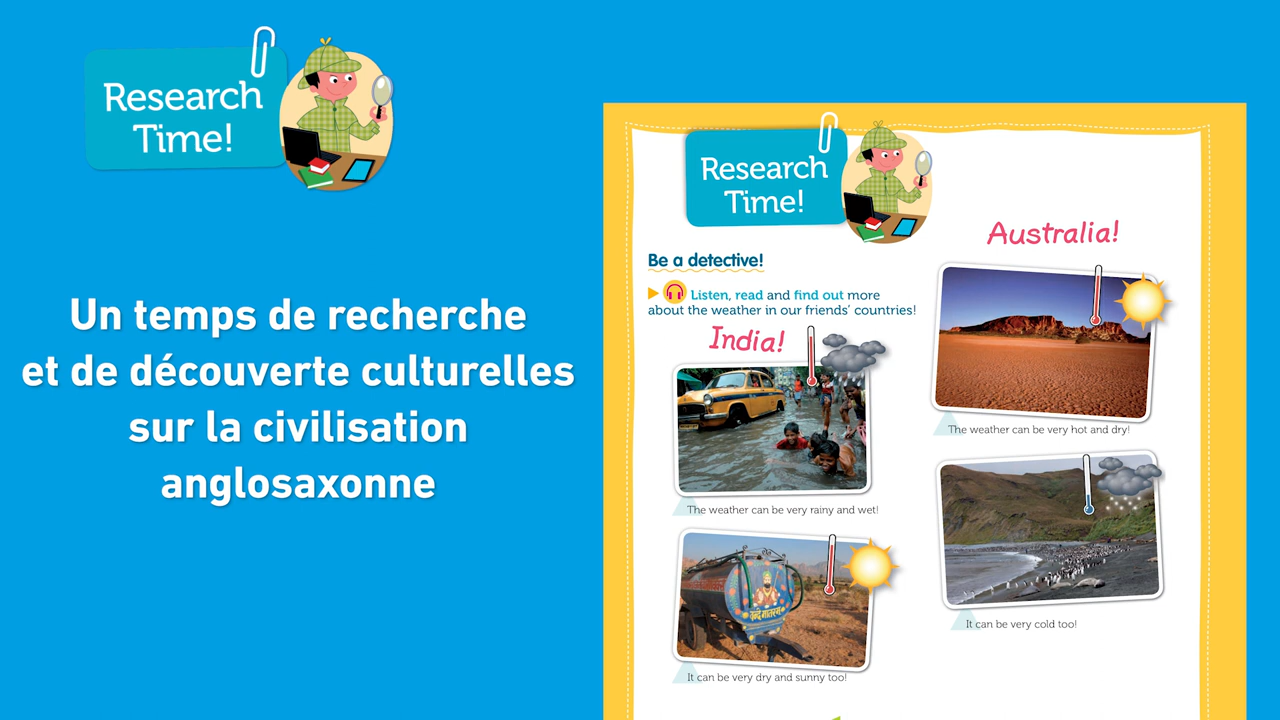 Research
Time!
Un temps de recherche
et de découverte culturelles
sur la civilisation
anglosaxonne
Research
Time!
Be a detective!
Listen, read and find out more
about the weather in our friends' countries!
India!
The weather can be very rainy and wet!
वन्दे मातरम्
It can be very dry and sunny too!
Australia!
The weather can be very hot and dry!
It can be very cold too!